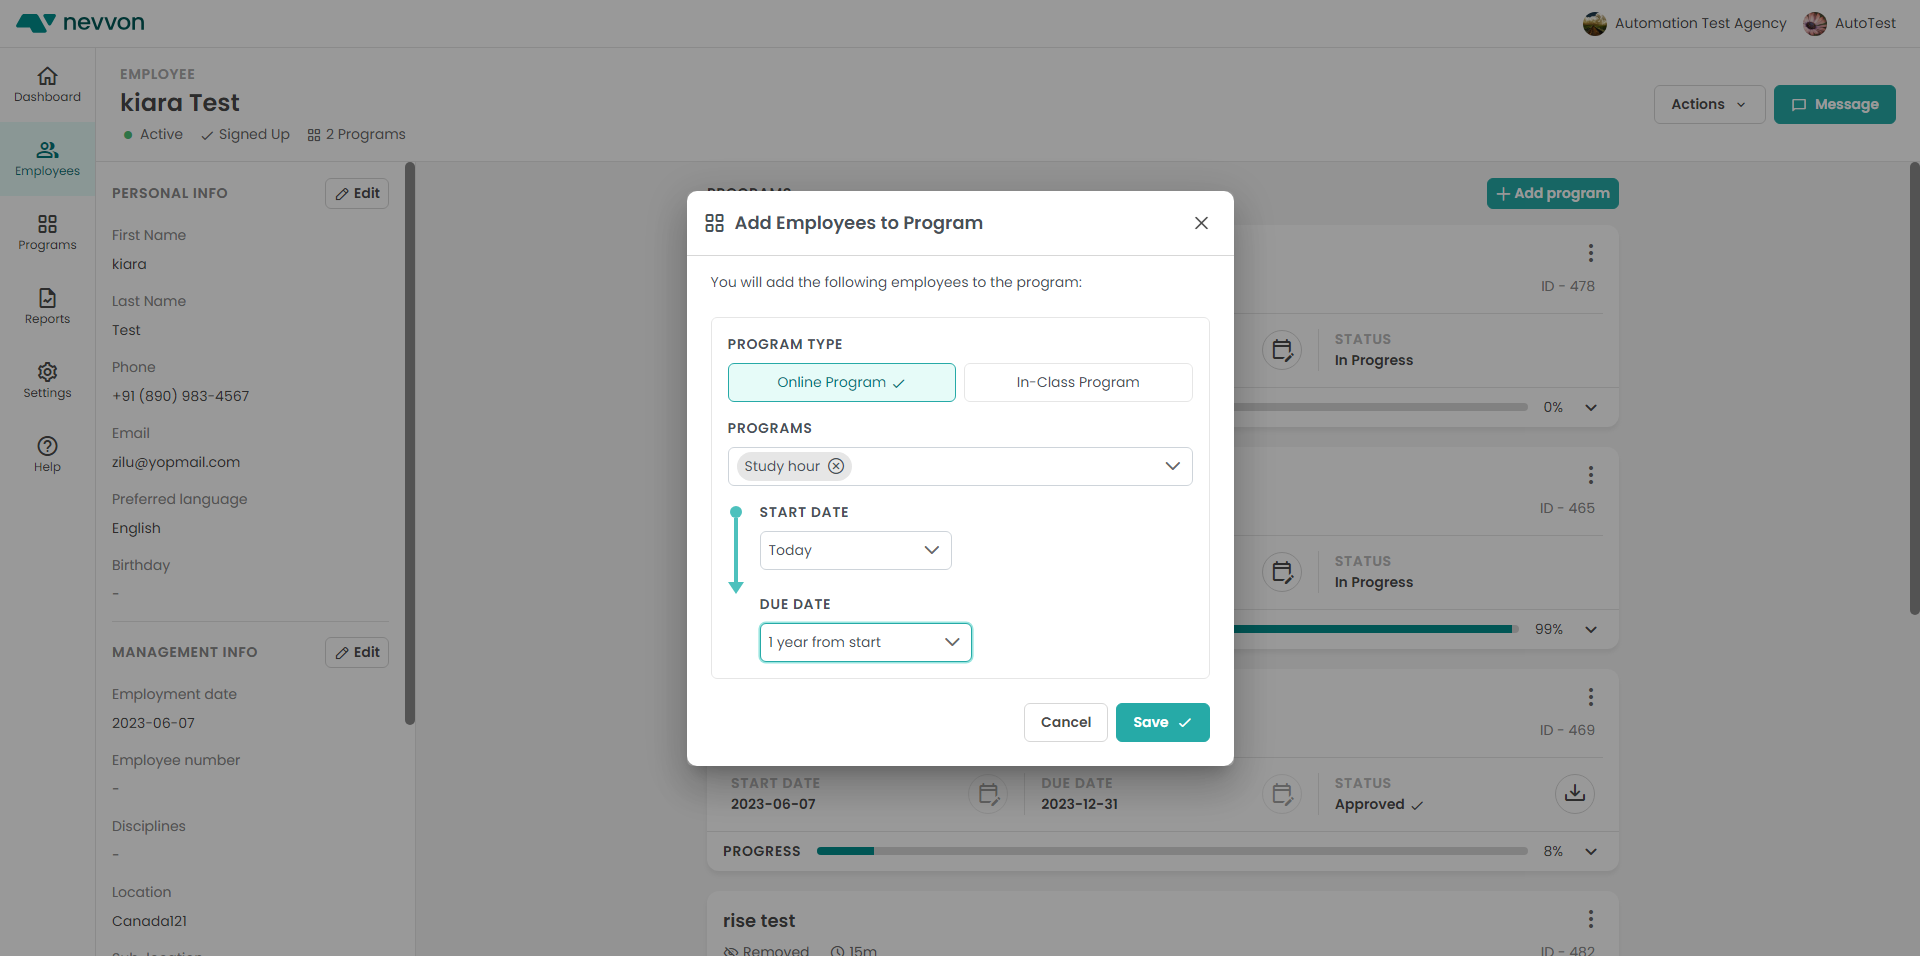 nevvon
Automation Test Agency
AutoTest
Dashboard
Employees
Programs
Reports
Settings
Help
EMPLOYEE
kiara Test
Active
Signed Up
2 Programs
Actions
Message
PERSONAL INFO
Edit
First Name
kiara
Last Name
Test
Phone
+91 (890) 983-4567
Email
zilu@yopmail.com
Preferred language
English
Birthday
-
MANAGEMENT INFO
Edit
Employment date
2023-06-07
Employee number
-
Disciplines
-
Location
Canada121
Sub-location
PROGRAMS
Add program
ID - 478
STATUS
In Progress
0%
ID - 465
STATUS
In Progress
99%
ID - 469
START DATE
2023-06-07
DUE DATE
2023-12-31
STATUS
Approved
PROGRESS
8%
rise test
Removed
15m
ID - 482
Add Employees to Program
You will add the following employees to the program:
PROGRAM TYPE
Online Program
In-Class Program
PROGRAMS
Study hour
START DATE
Today
DUE DATE
1 year from start
Cancel
Save